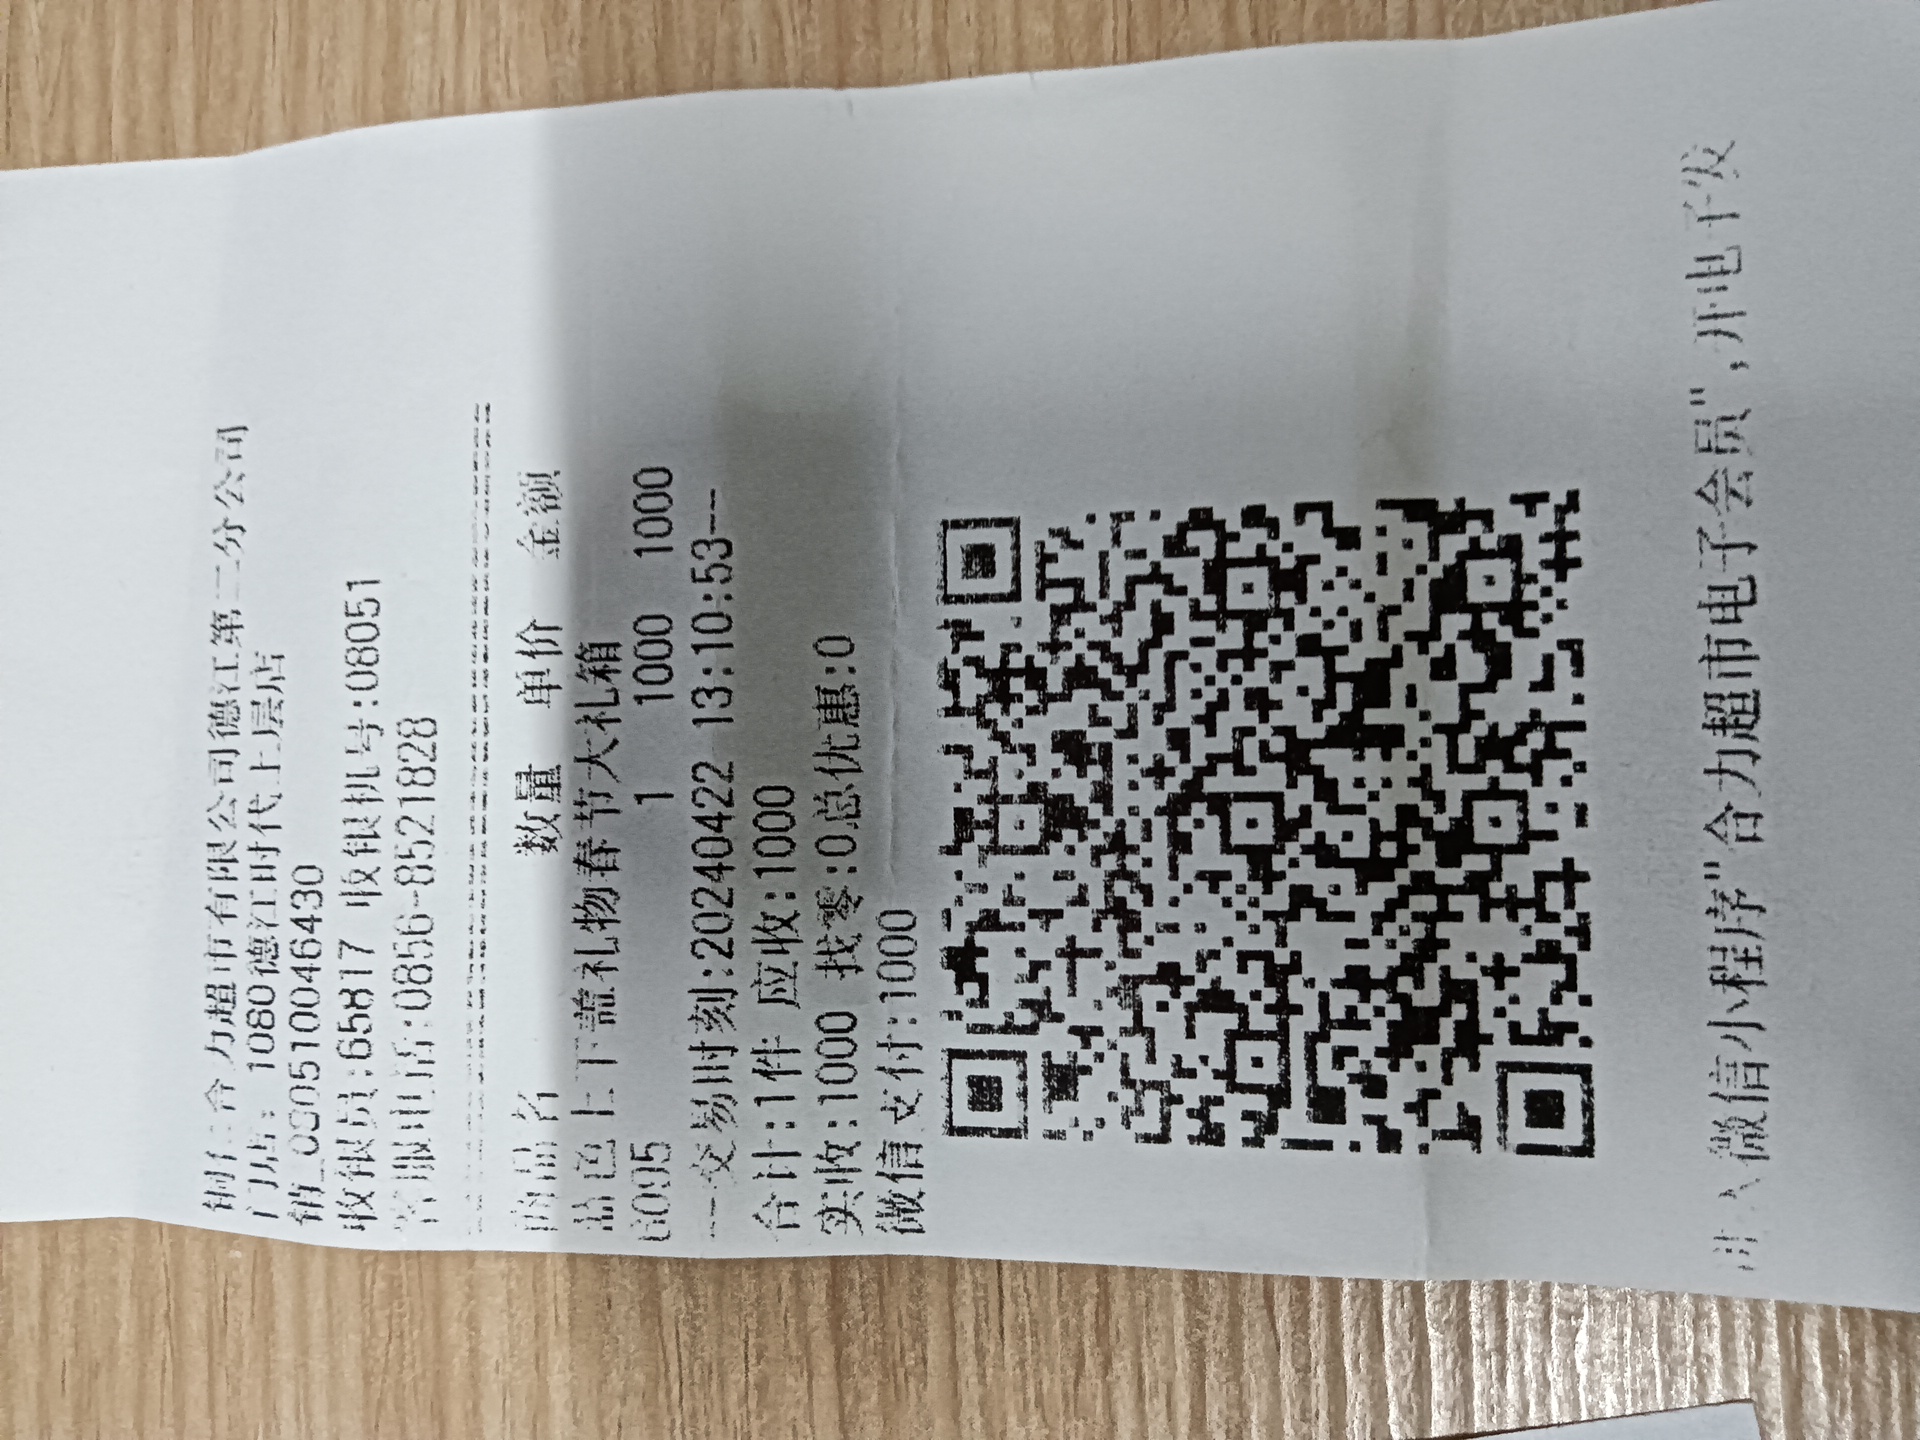 铜仁合力超市有限公司德江第二分公司
门店: 1080德江时代上层店
销_080510046430
收银员:65817 收银机号:08051
客服电话:0856-8521828
商品名 数量 单价 金额
品色上下盖礼物春节大礼箱
6095 1 1000 1000
--交易时刻:20240422 13:10:53--
合计:1件 应收:1000
实收:1000 找零:0总优惠:0
微信支付:1000
进入微信小程序"合力超市电子会员",开电子发